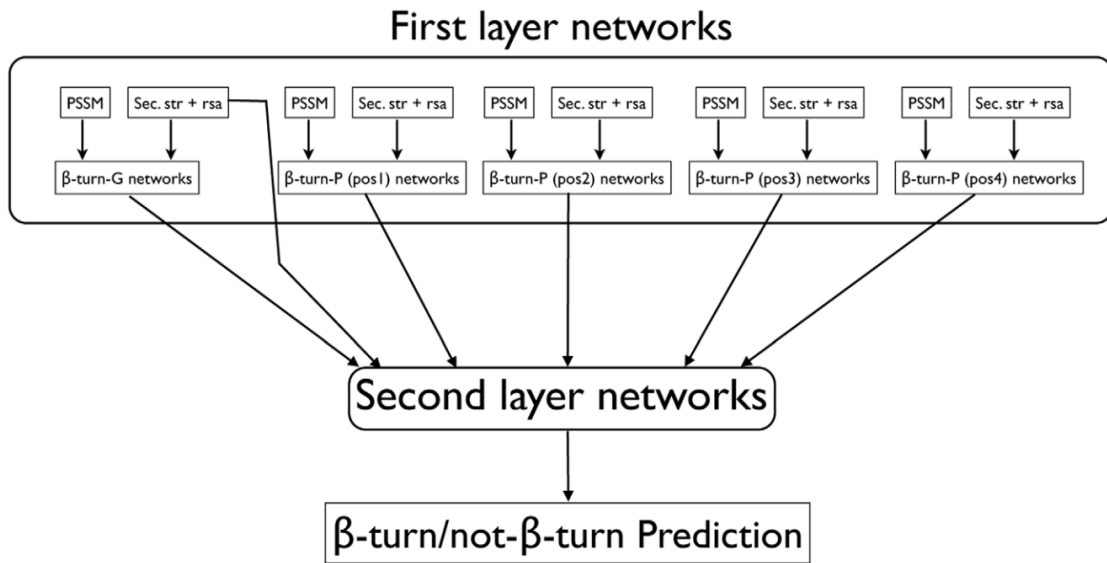 First layer networks
PSSM Sec. str + rsa PSSM Sec. str + rsa PSSM Sec. str + rsa PSSM Sec. str + rsa PSSM Sec. str + rsa
β-turn-G networks β-turn-P (pos1) networks β-turn-P (pos2) networks β-turn-P (pos3) networks β-turn-P (pos4) networks
Second layer networks
β-turn/not-β-turn Prediction